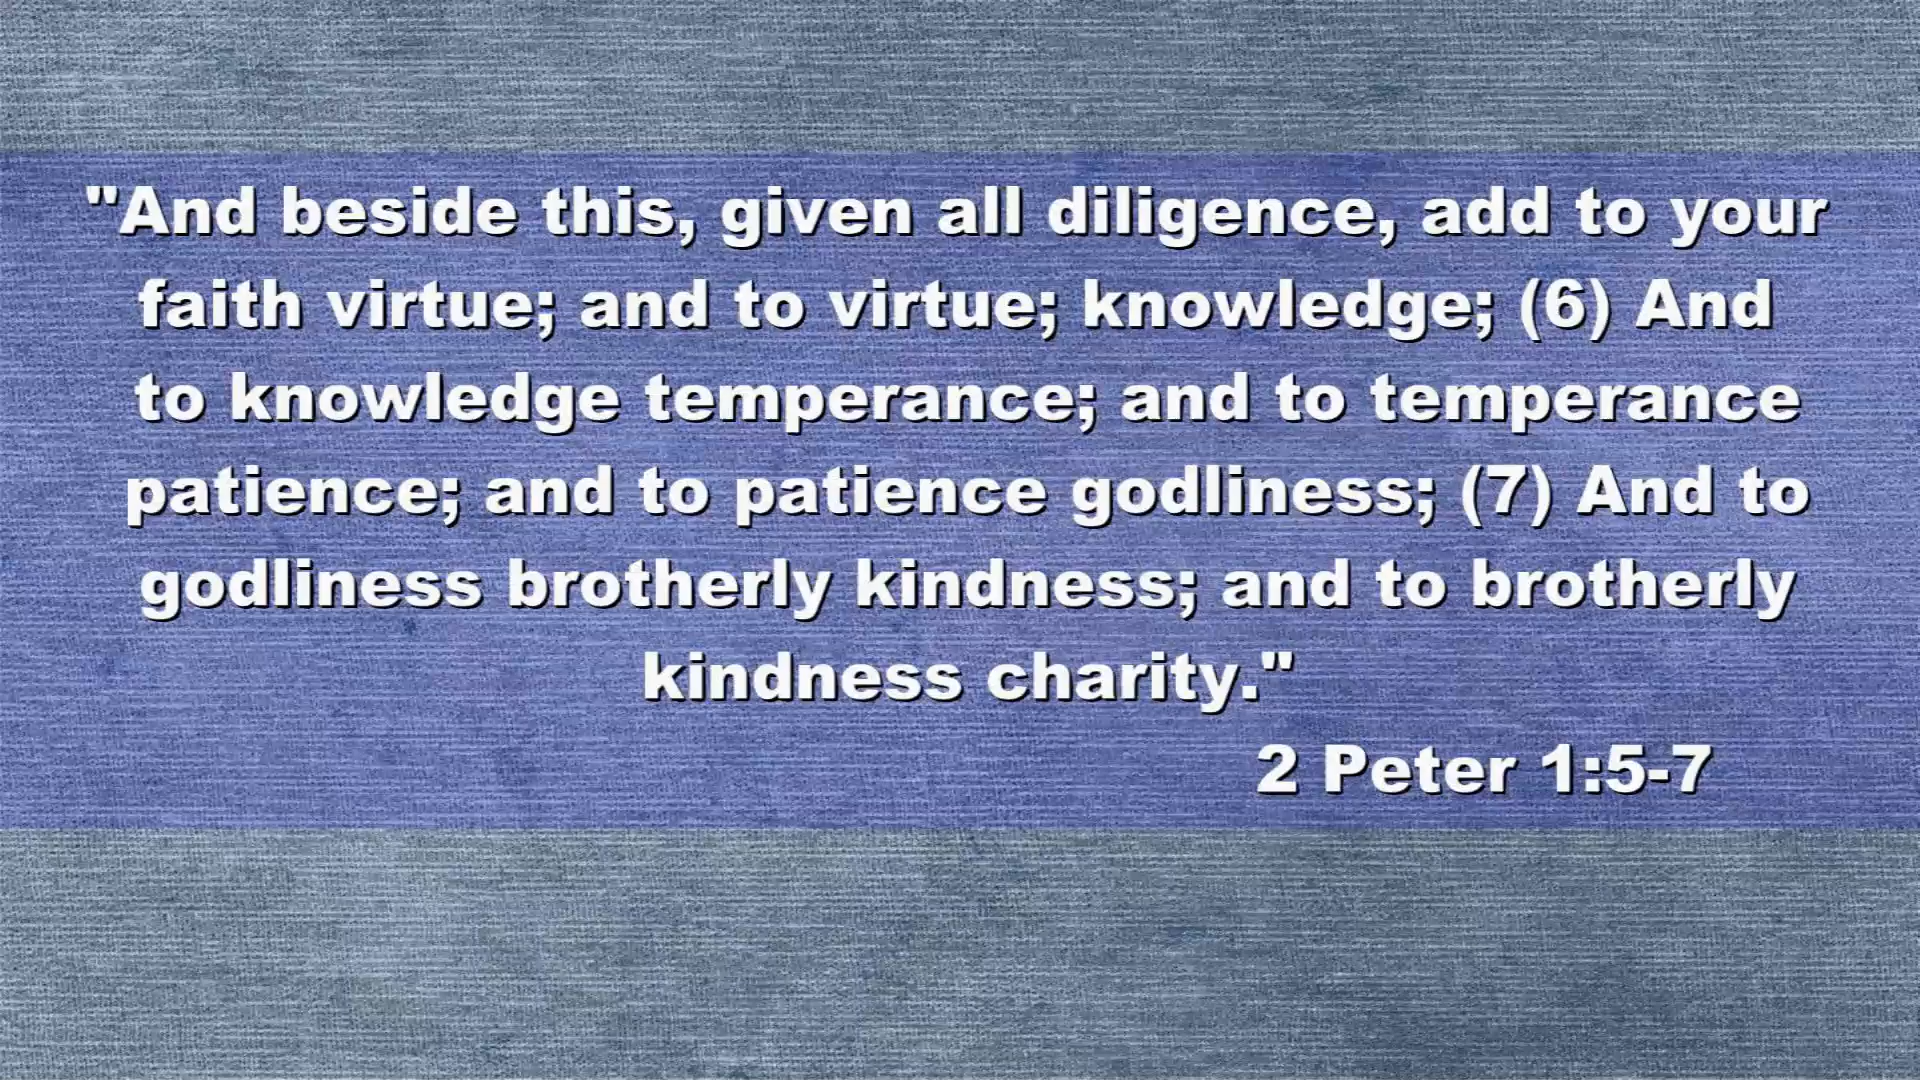 "And beside this, given all diligence, add to your
faith virtue; and to virtue; knowledge; (6) And
to knowledge temperance; and to temperance
patience; and to patience godliness; (7) And to
godliness brotherly kindness; and to brotherly
kindness charity."
2 Peter 1:5-7